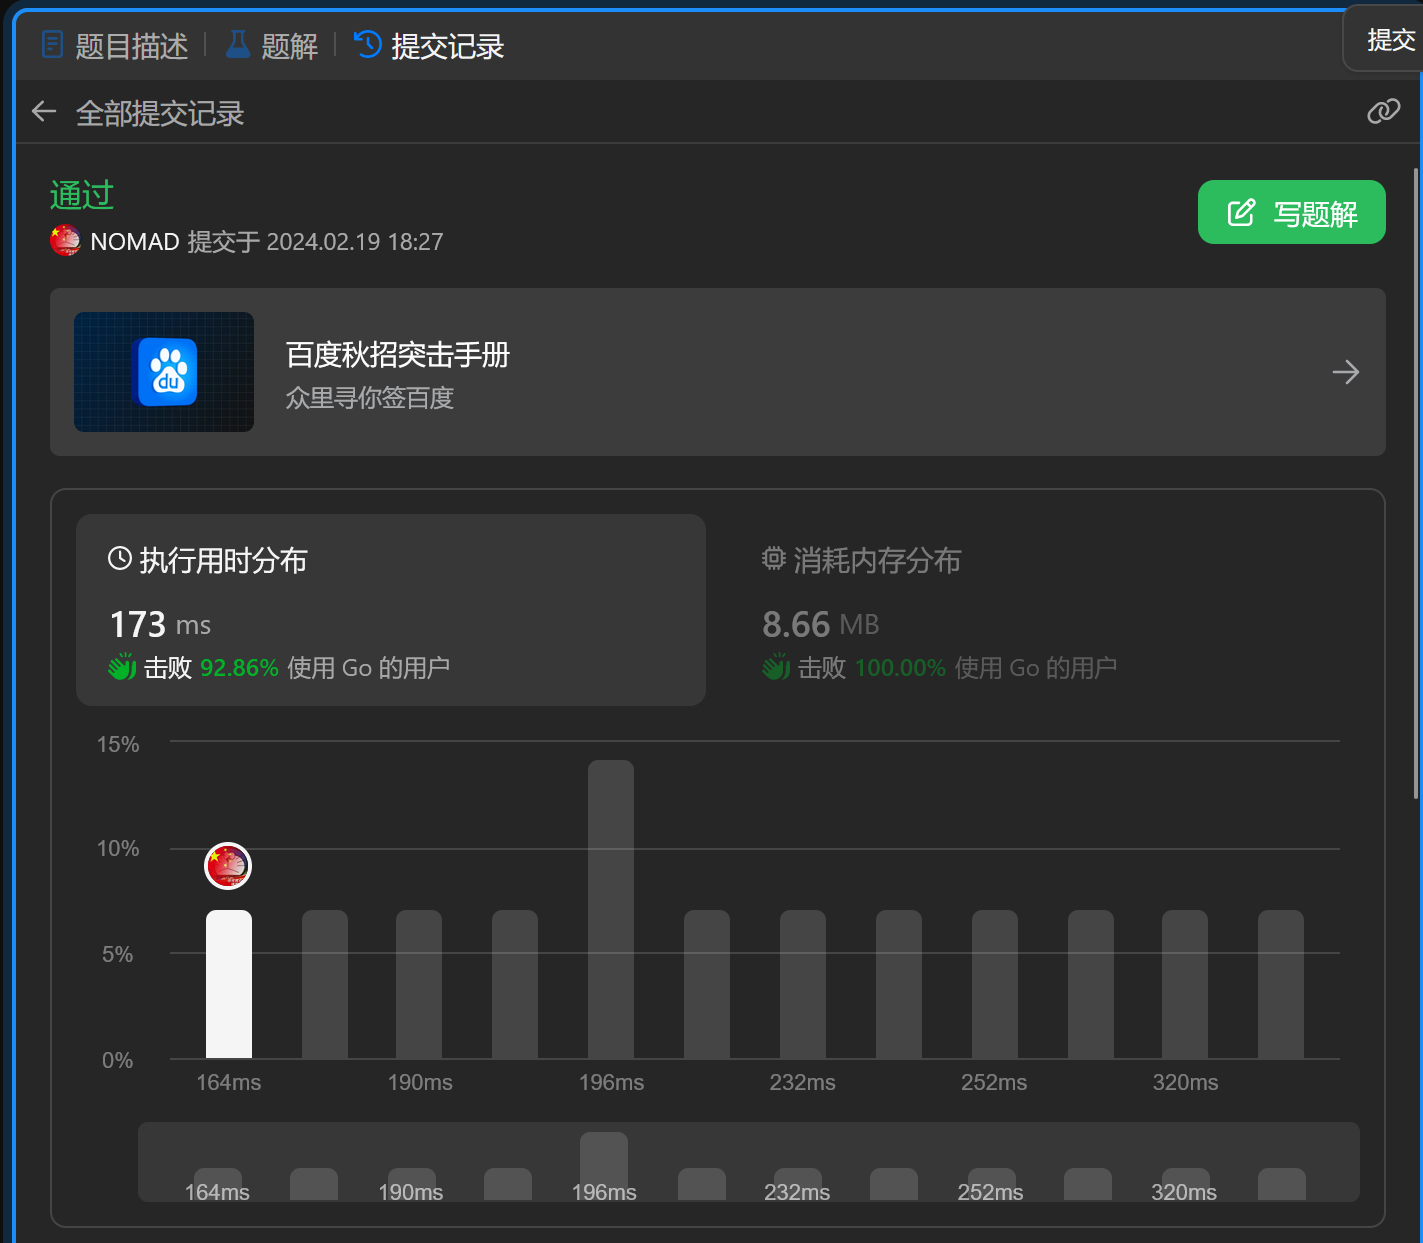 题目描述 题解 提交记录
提交
全部提交记录
通过
NOMAD 提交于 2024.02.19 18:27
写题解
du
百度秋招突击手册
众里寻你签百度
执行用时分布
173 ms
击败 92.86% 使用 Go 的用户
消耗内存分布
8.66 MB
击败 100.00% 使用 Go 的用户
15%
10%
5%
0%
164ms 190ms 196ms 232ms 252ms 320ms
164ms 190ms 196ms 232ms 252ms 320ms